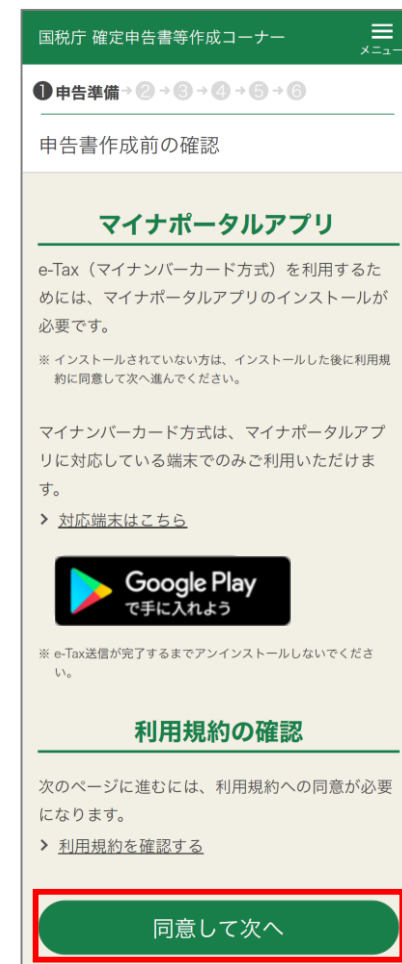 国税庁 確定申告書等作成コーナー
メニュー
❶申告準備→②→③→④→⑤→⑥
申告書作成前の確認
マイナポータルアプリ
e-Tax（マイナンバーカード方式）を利用するた
めには、マイナポータルアプリのインストールが
必要です。
※ インストールされていない方は、インストールした後に利用規
約に同意して次へ進んでください。
マイナンバーカード方式は、マイナポータルアプ
リに対応している端末でのみご利用いただけま
す。
> 対応端末はこちら
Google Play
で手に入れよう
※ e-Tax送信が完了するまでアンインストールしないでくださ
い。
利用規約の確認
次のページに進むには、利用規約への同意が必要
になります。
> 利用規約を確認する
同意して次へ